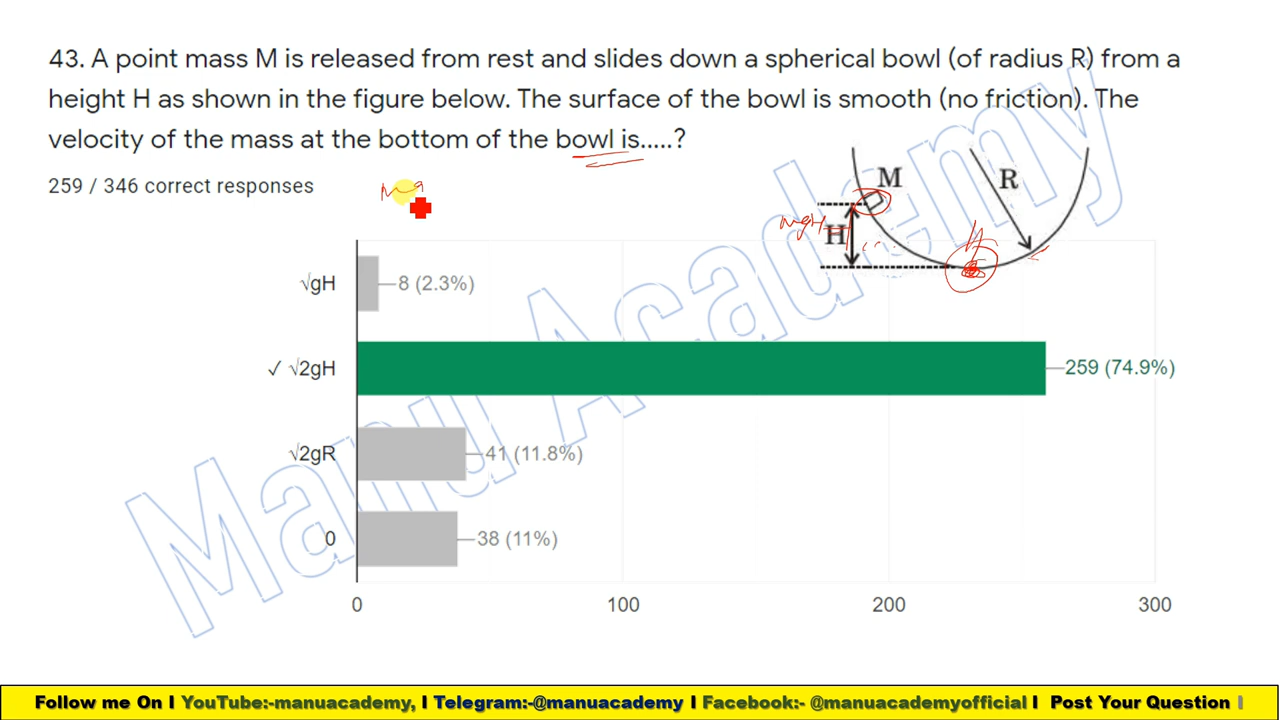 43. A point mass M is released from rest and slides down a spherical bowl (of radius R) from a
height H as shown in the figure below. The surface of the bowl is smooth (no friction). The
velocity of the mass at the bottom of the bowl is.....?
259 / 346 correct responses
M
R
H
mgH
√gH
8 (2.3%)
✓ √2gH
259 (74.9%)
√2gR
41 (11.8%)
0
38 (11%)
0 100 200 300
Manu Academy
Follow me On I YouTube:-manuacademy, I Telegram:-@manuacademy I Facebook:- @manuacademyofficial I Post Your Question I